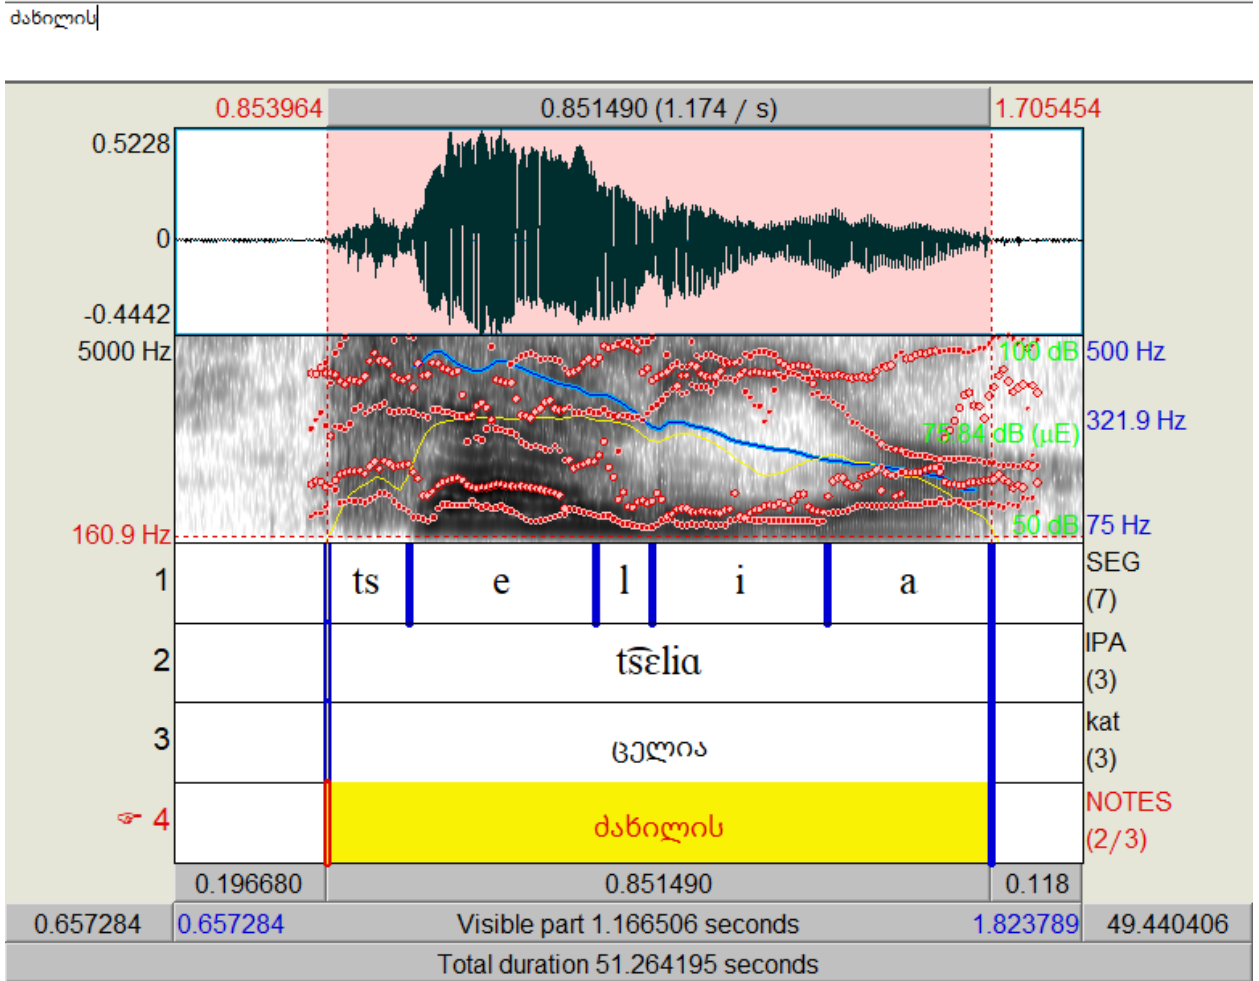 ძახილის
0.853964 0.851490 (1.174 / s) 1.705454
0.5228
0
-0.4442
5000 Hz 100 dB 500 Hz
321.9 Hz
dB (µE)
160.9 Hz 50 dB 75 Hz
1 ts e l i a SEG (7)
2 t͡sɛliɑ IPA (3)
3 ცელია kat (3)
☞ 4 ძახილის NOTES (2/3)
0.196680 0.851490 0.118
0.657284 0.657284 Visible part 1.166506 seconds 1.823789 49.440406
Total duration 51.264195 seconds